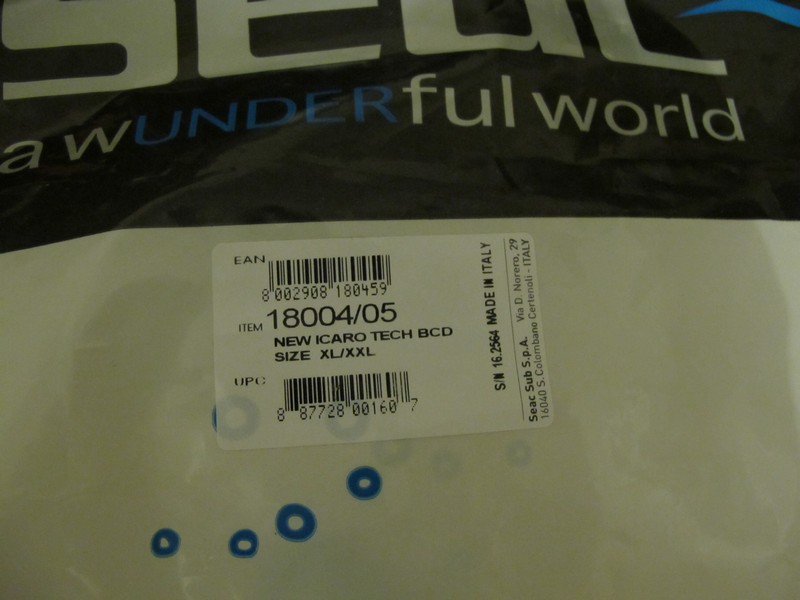 seac
a wUNDERful world
EAN
8 002908 180459
ITEM 18004/05
NEW ICARO TECH BCD
SIZE XL/XXL
UPC
8 87728 00160 7
S/N 16.2564 MADE IN ITALY
Seac Sub S.p.A. Via D. Norero, 29
16040 S. Colombano Certenoli - ITALY